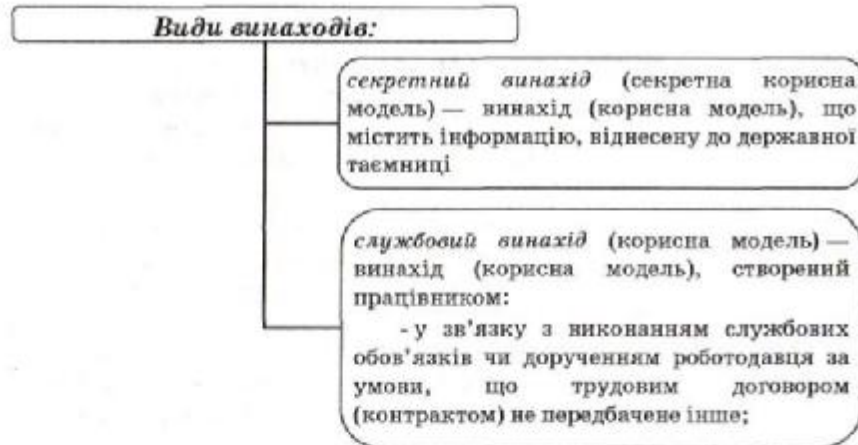 Види винаходів:
секретний винахід (секретна корисна
модель) — винахід (корисна модель), що
містить інформацію, віднесену до державної
таємниці
службовий винахід (корисна модель) —
винахід (корисна модель), створений
працівником:
- у зв’язку з виконанням службових
обов’язків чи дорученням роботодавця за
умови, що трудовим договором
(контрактом) не передбачене інше;